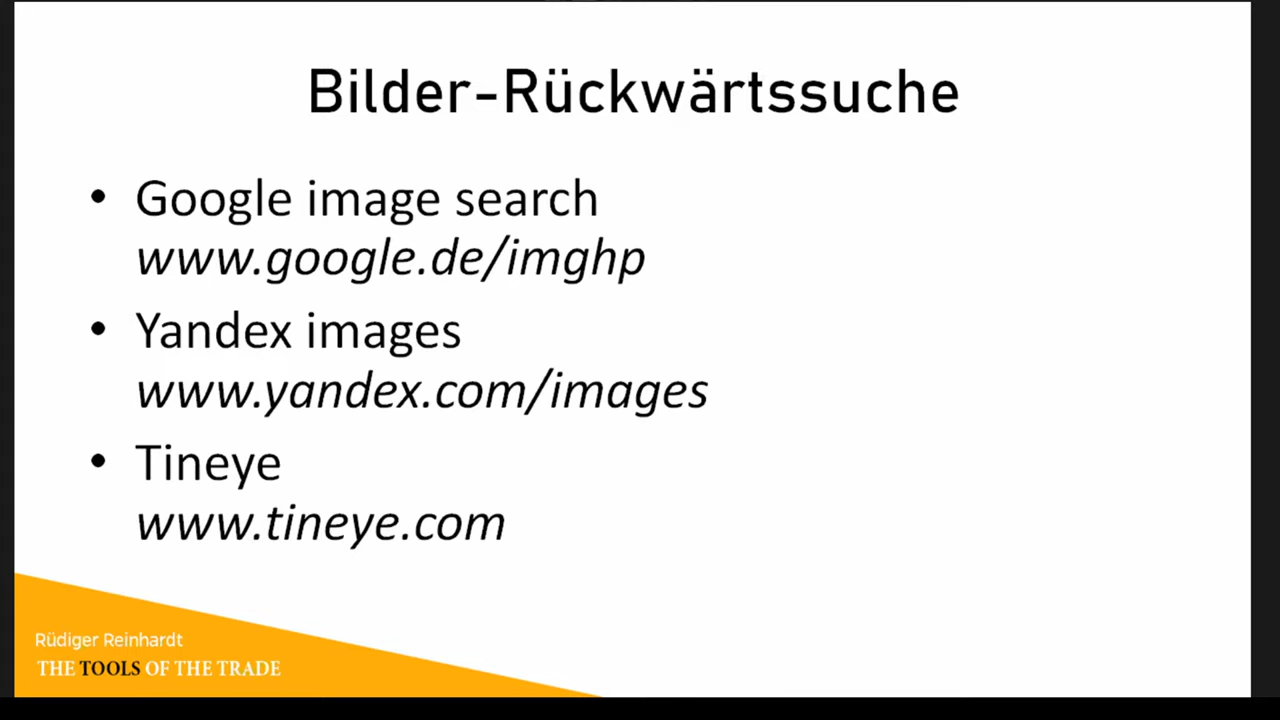 Bilder-Rückwärtssuche
• Google image search
www.google.de/imghp
• Yandex images
www.yandex.com/images
• Tineye
www.tineye.com
Rüdiger Reinhardt
THE TOOLS OF THE TRADE